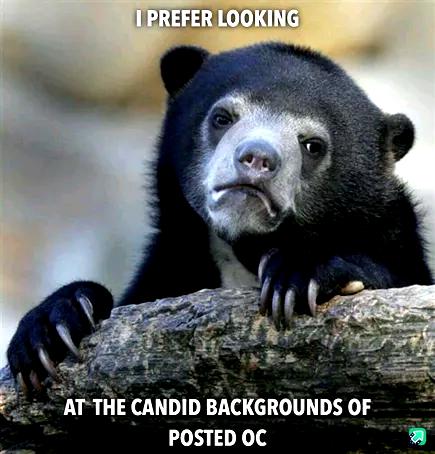 I PREFER LOOKING
AT THE CANDID BACKGROUNDS OF
POSTED OC